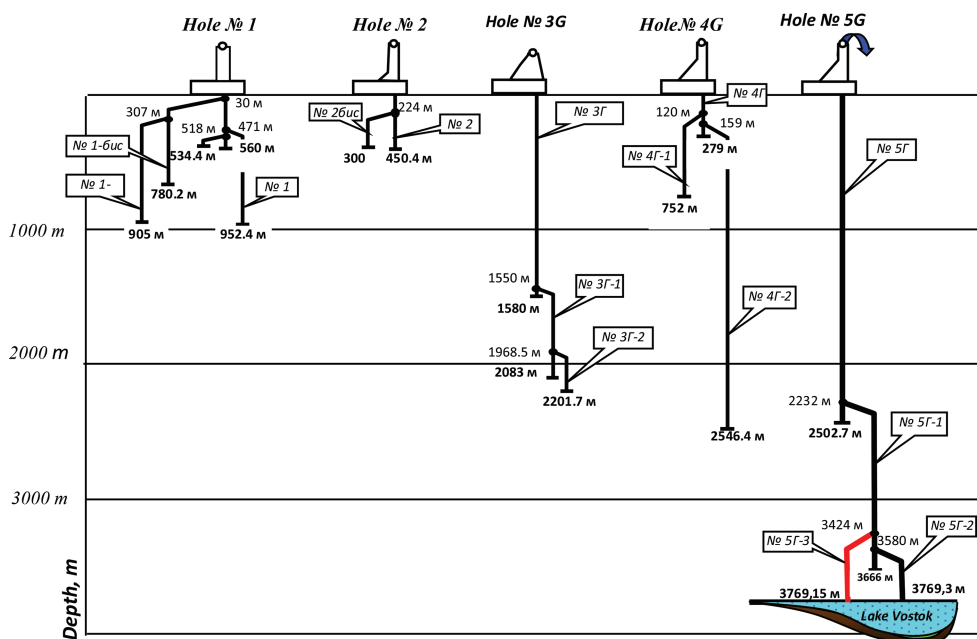 Hole № 1
Hole № 2
Hole № 3G
Hole № 4G
Hole № 5G
30 м
307 м
518 м
471 м
534.4 м
560 м
№ 1-бис
780.2 м
№ 1-
№ 1
905 м
952.4 м
224 м
№ 2бис
№ 2
300
450.4 м
№ 3Г
1550 м
1580 м
№ 3Г-1
1968.5 м
№ 3Г-2
2083 м
2201.7 м
№ 4Г
120 м
159 м
279 м
№ 4Г-1
752 м
№ 4Г-2
2546.4 м
№ 5Г
2232 м
2502.7 м
№ 5Г-1
3424 м
3580 м
№ 5Г-2
№ 5Г-3
3666 м
3769,15 м
3769,3 м
Lake Vostok
1000 m
2000 m
3000 m
Depth, m